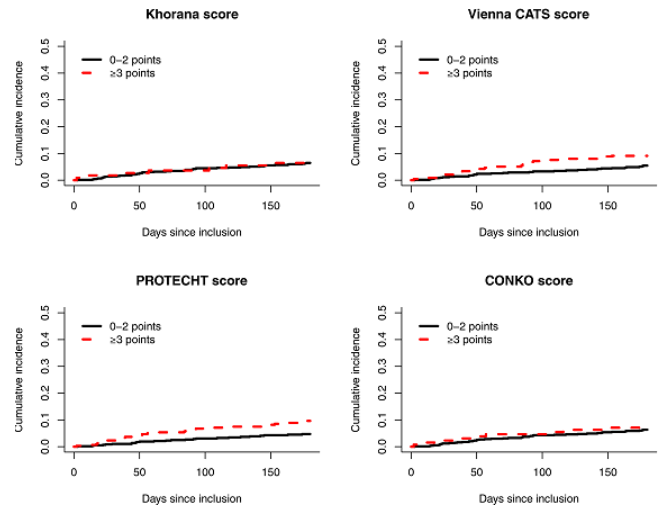 Khorana score
Cumulative incidence
0.5
0.4
0.3
0.2
0.1
0.0
0–2 points
≥3 points
0
50
100
150
Days since inclusion
Vienna CATS score
Cumulative incidence
0.5
0.4
0.3
0.2
0.1
0.0
0–2 points
≥3 points
0
50
100
150
Days since inclusion
PROTECHT score
Cumulative incidence
0.5
0.4
0.3
0.2
0.1
0.0
0–2 points
≥3 points
0
50
100
150
Days since inclusion
CONKO score
Cumulative incidence
0.5
0.4
0.3
0.2
0.1
0.0
0–2 points
≥3 points
0
50
100
150
Days since inclusion